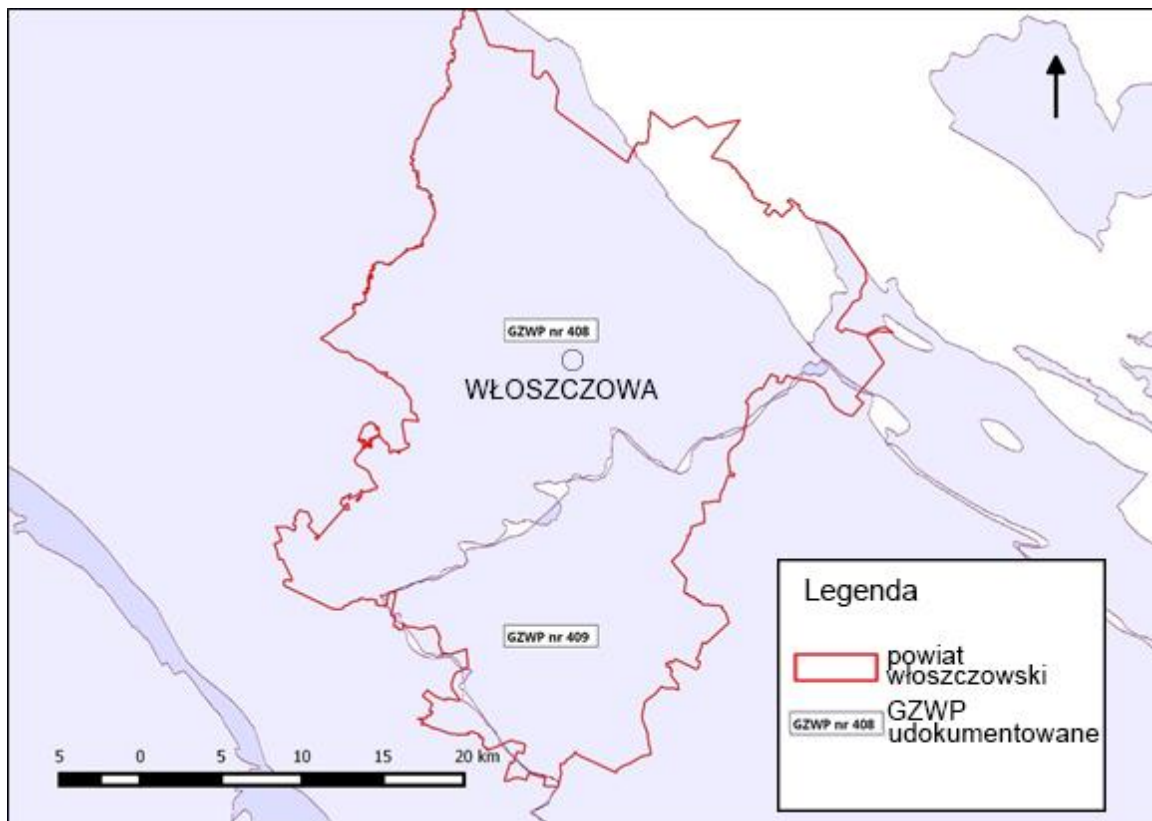 GZWP nr 408
WŁOSZCZOWA
GZWP nr 409
Legenda
powiat
włoszczowski
GZWP nr 408
GZWP
udokumentowane
5 0 5 10 15 20 km